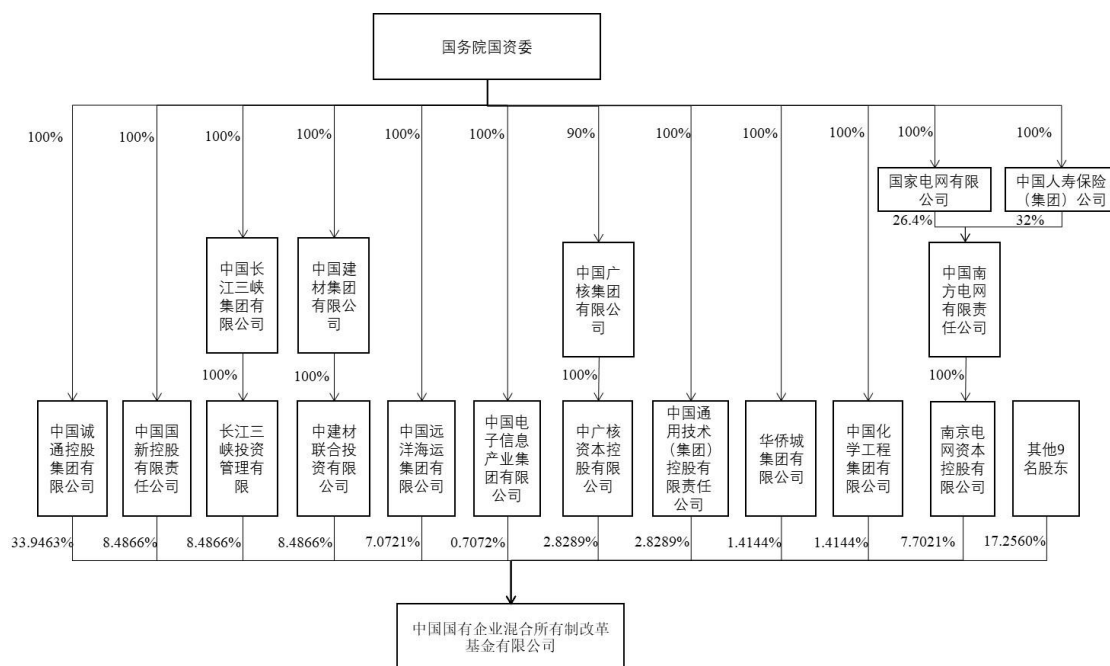 国务院国资委
100%
100%
100%
100%
100%
100%
90%
100%
100%
100%
100%
100%
国家电网有限
公司
中国人寿保险
（集团）公司
26.4%
32%
中国长
江三峡
集团有
限公司
中国建
材集团
有限公
司
中国广
核集团
有限公
司
中国南
方电网
有限责
任公司
100%
100%
100%
100%
中国诚
通控股
集团有
限公司
中国国
新控股
有限责
任公司
长江三
峡投资
管理有
限
中建材
联合投
资有限
公司
中国远
洋海运
集团有
限公司
中国电
子信息
产业集
团有限
公司
中广核
资本控
股有限
公司
中国通
用技术
（集团）
控股有
限责任
公司
华侨城
集团有
限公司
中国化
学工程
集团有
限公司
南京电
网资本
控股有
限公司
其他9
名股东
33.9463%
8.4866%
8.4866%
8.4866%
7.0721%
0.7072%
2.8289%
2.8289%
1.4144%
1.4144%
7.7021%
17.2560%
中国国有企业混合所有制改革
基金有限公司